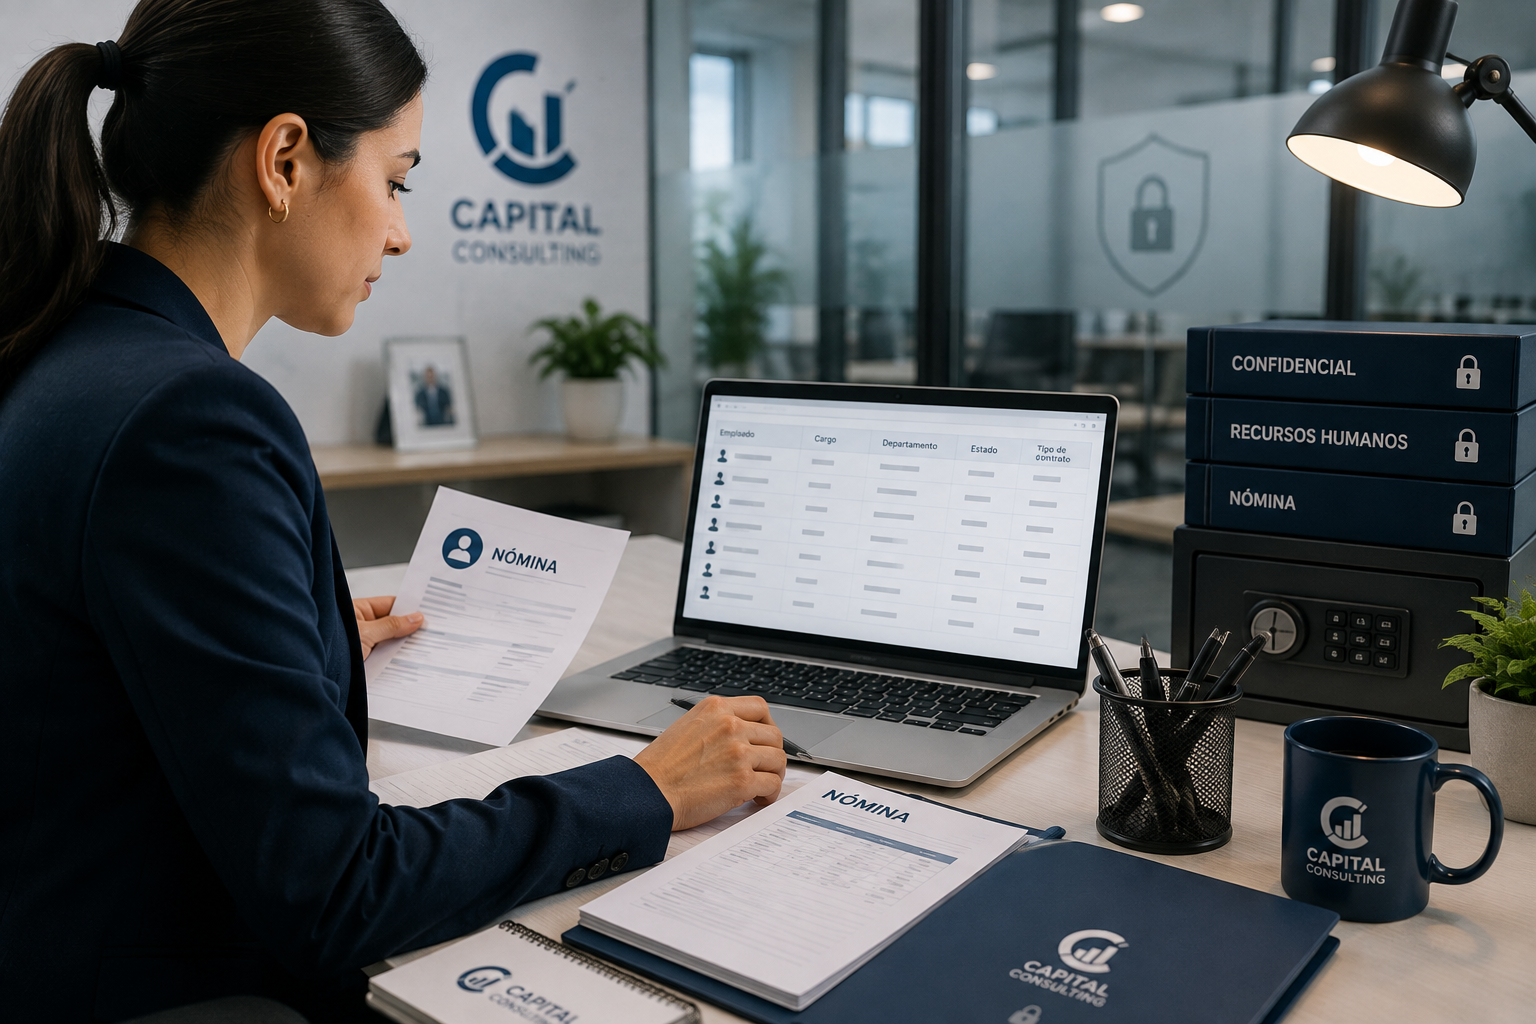 CAPITAL
CONSULTING
CONFIDENCIAL
RECURSOS HUMANOS
NÓMINA
Empleado Cargo Departamento Estado Tipo de
contrato
NÓMINA
NÓMINA
CAPITAL
CONSULTING
CAPITAL
CONSULTING
CAPITAL
CONSULTING